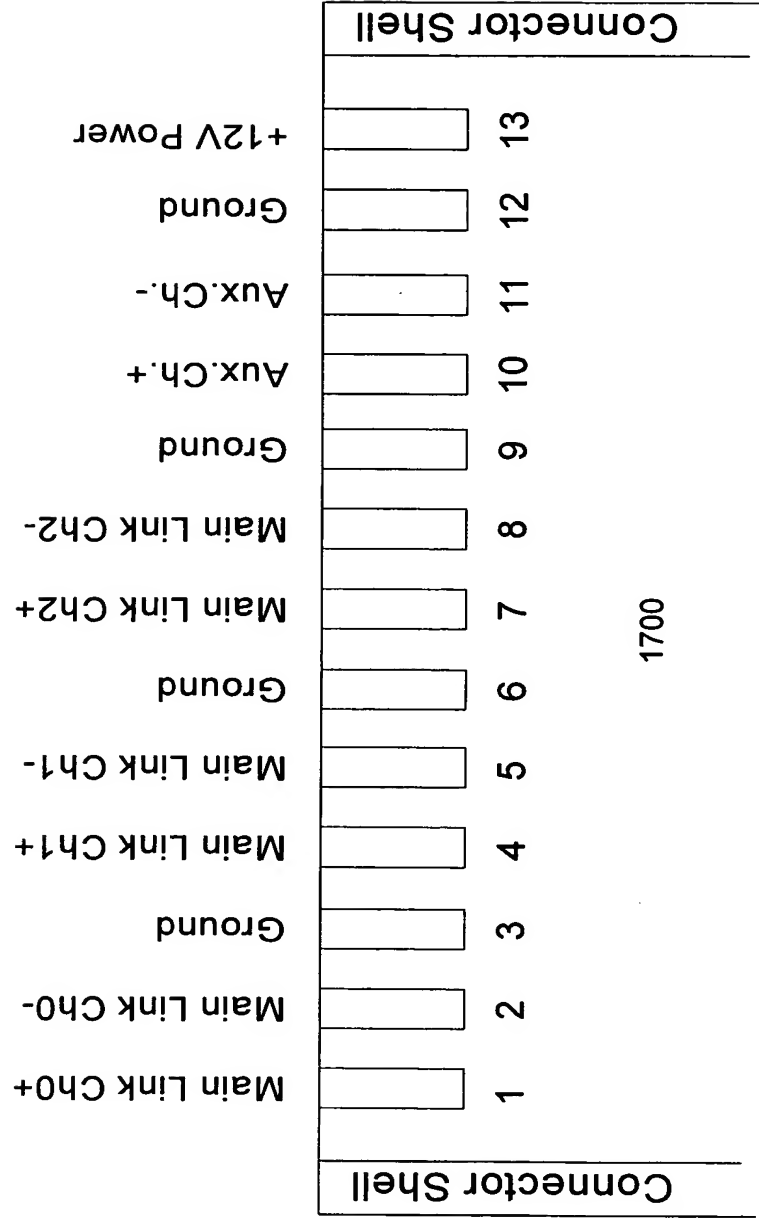 Connector Shell
Main Link Ch0+
1
Main Link Ch0-
2
Ground
3
Main Link Ch1+
4
Main Link Ch1-
5
Ground
6
Main Link Ch2+
7
Main Link Ch2-
8
Ground
9
Aux.Ch.+
10
Aux.Ch.-
11
Ground
12
+12V Power
13
Connector Shell
1700